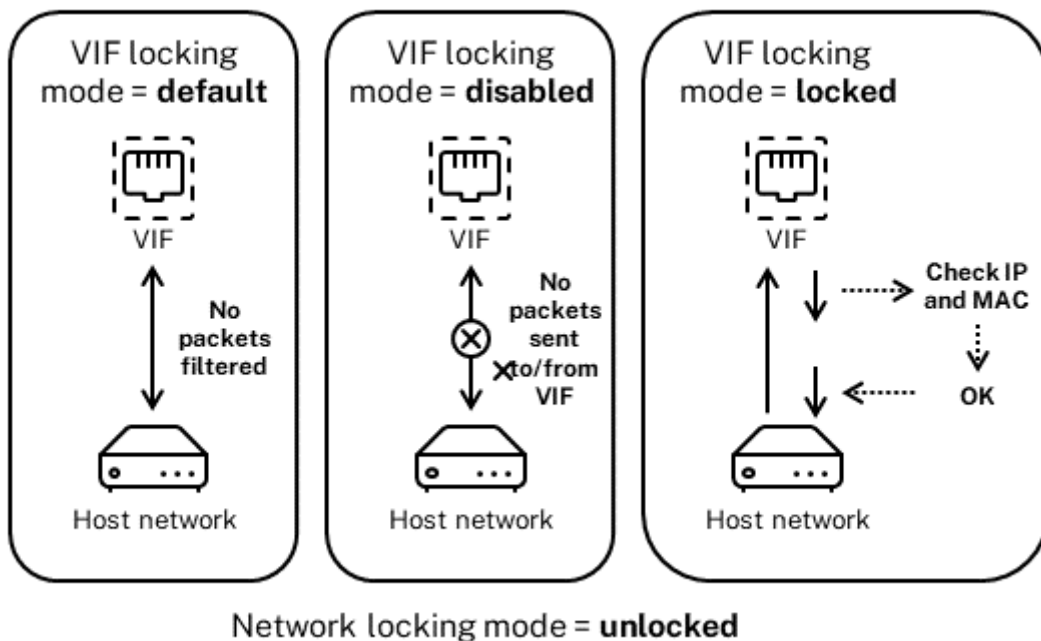 VIF locking
mode = default
VIF
No
packets
filtered
Host network
VIF locking
mode = disabled
VIF
No
packets
sent
to/from
VIF
Host network
VIF locking
mode = locked
VIF
Check IP
and MAC
OK
Host network
Network locking mode = unlocked